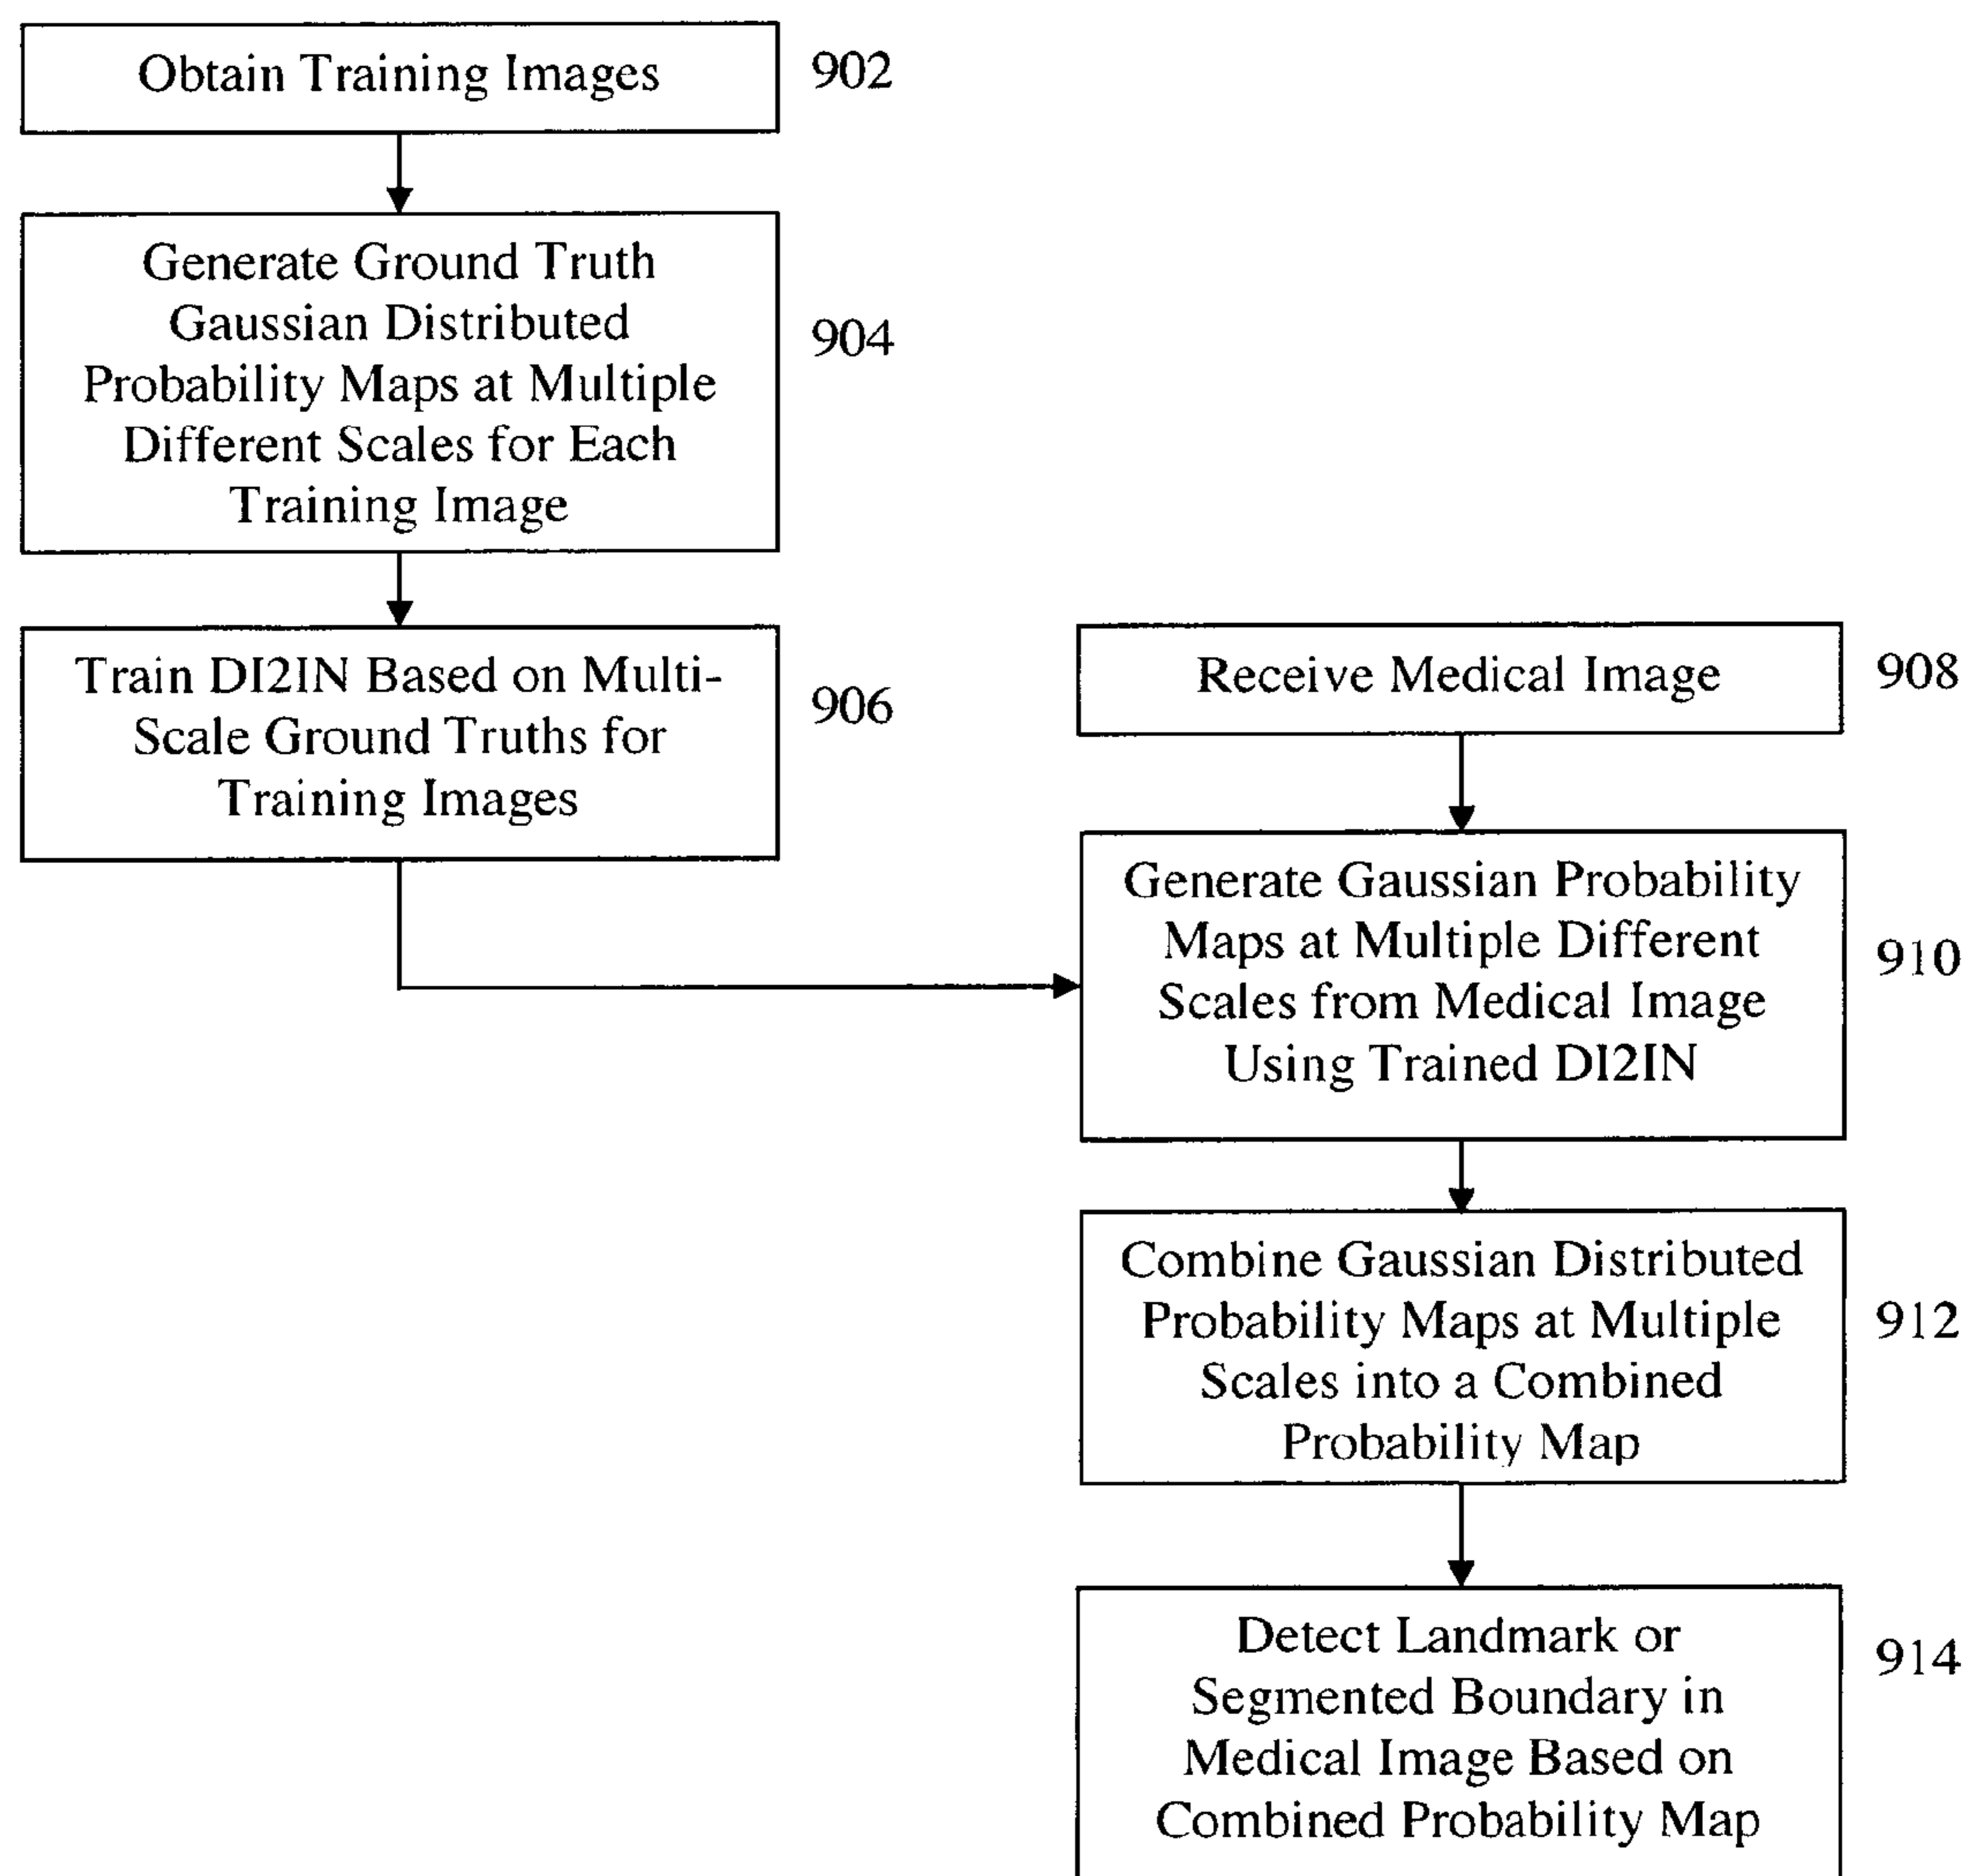 Obtain Training Images
902
Generate Ground Truth
Gaussian Distributed
Probability Maps at Multiple
Different Scales for Each
Training Image
904
Train DI2IN Based on Multi-
Scale Ground Truths for
Training Images
906
Receive Medical Image
908
Generate Gaussian Probability
Maps at Multiple Different
Scales from Medical Image
Using Trained DI2IN
910
Combine Gaussian Distributed
Probability Maps at Multiple
Scales into a Combined
Probability Map
912
Detect Landmark or
Segmented Boundary in
Medical Image Based on
Combined Probability Map
914